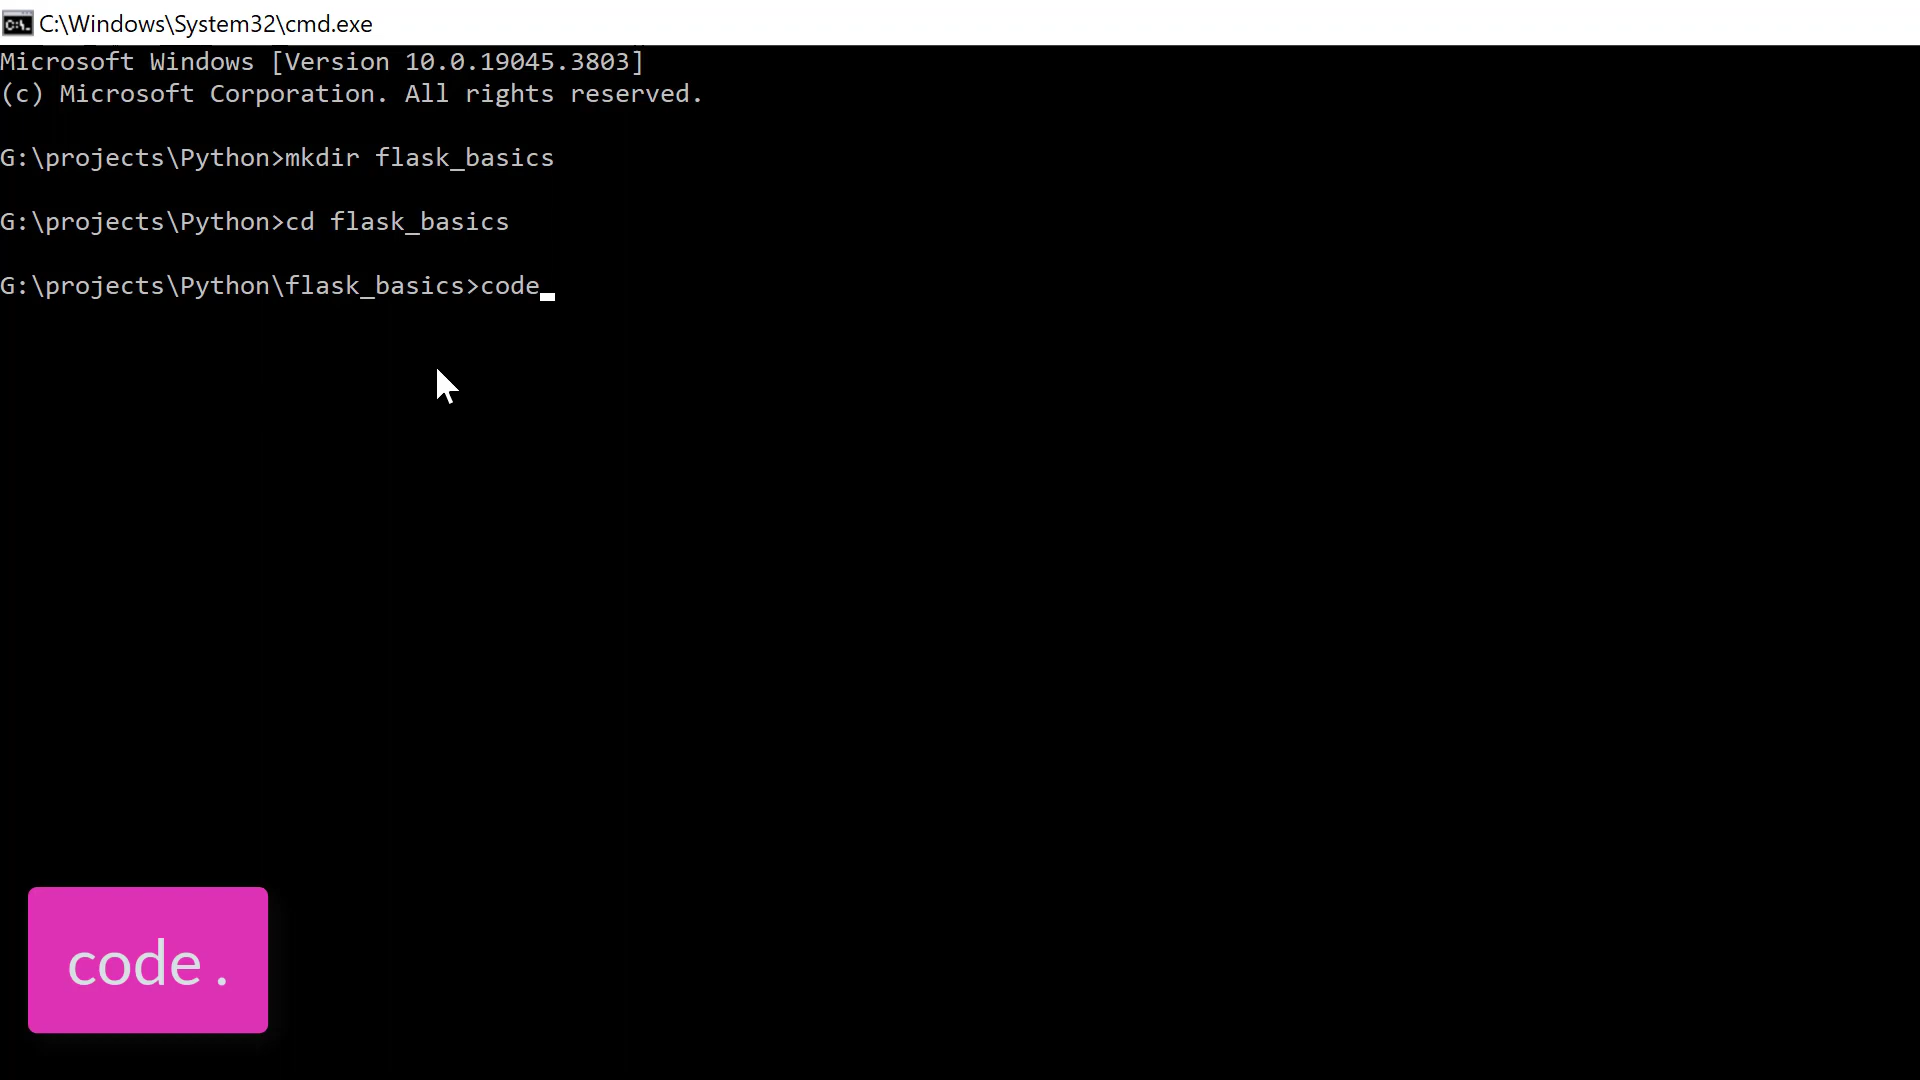 C:\Windows\System32\cmd.exe
Microsoft Windows [Version 10.0.19045.3803]
(c) Microsoft Corporation. All rights reserved.
G:\projects\Python>mkdir flask_basics
G:\projects\Python>cd flask_basics
G:\projects\Python\flask_basics>code
code .